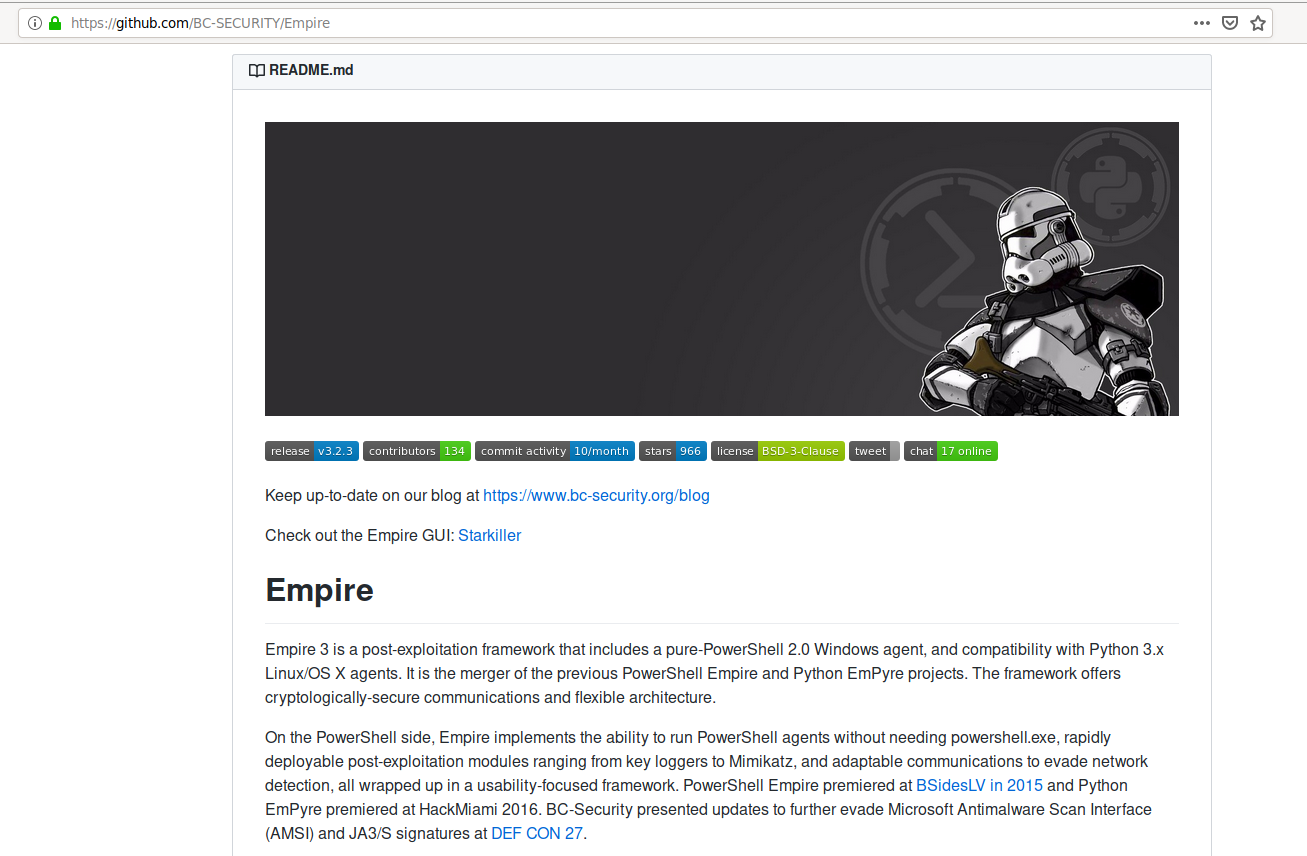 https://github.com/BC-SECURITY/Empire
README.md
release v3.2.3 contributors 134 commit activity 10/month stars 966 license BSD-3-Clause tweet chat 17 online
Keep up-to-date on our blog at https://www.bc-security.org/blog
Check out the Empire GUI: Starkiller
Empire
Empire 3 is a post-exploitation framework that includes a pure-PowerShell 2.0 Windows agent, and compatibility with Python 3.x
Linux/OS X agents. It is the merger of the previous PowerShell Empire and Python EmPyre projects. The framework offers
cryptologically-secure communications and flexible architecture.
On the PowerShell side, Empire implements the ability to run PowerShell agents without needing powershell.exe, rapidly
deployable post-exploitation modules ranging from key loggers to Mimikatz, and adaptable communications to evade network
detection, all wrapped up in a usability-focused framework. PowerShell Empire premiered at BSidesLV in 2015 and Python
EmPyre premiered at HackMiami 2016. BC-Security presented updates to further evade Microsoft Antimalware Scan Interface
(AMSI) and JA3/S signatures at DEF CON 27.